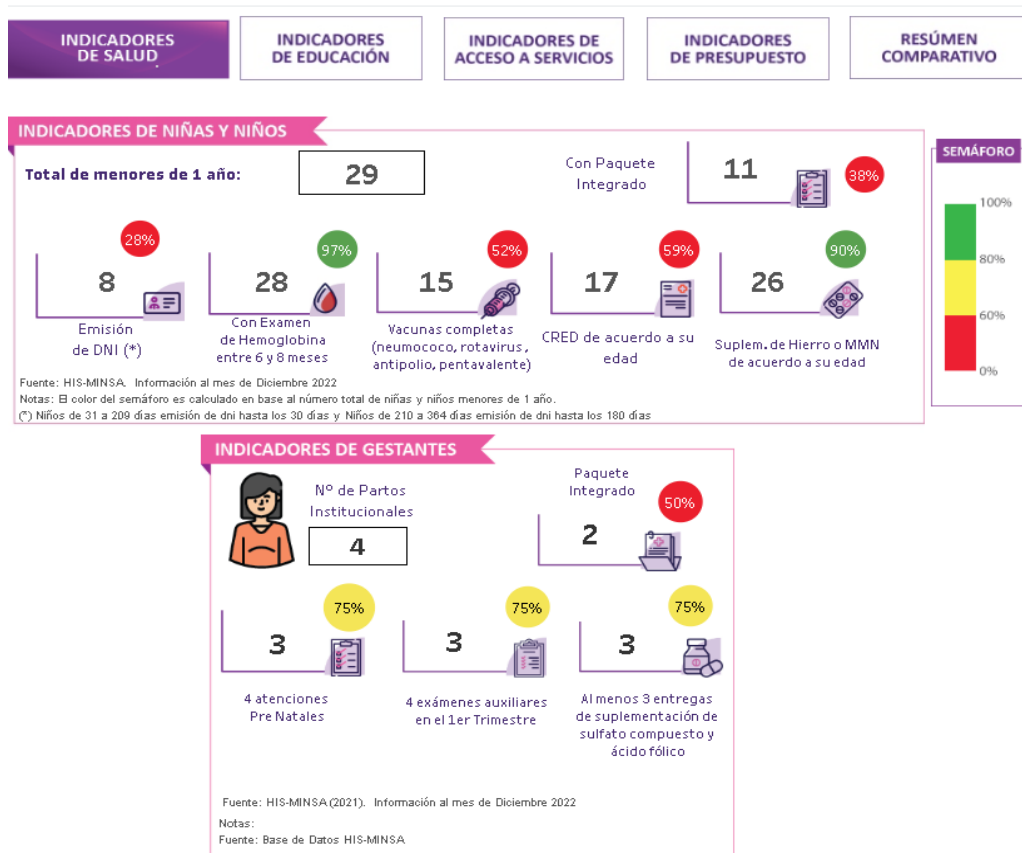 INDICADORES
DE SALUD.
INDICADORES
DE EDUCACIÓN
INDICADORES DE
ACCESO A SERVICIOS
INDICADORES
DE PRESUPUESTO
RESÚMEN
COMPARATIVO
INDICADORES DE NIÑAS Y NIÑOS
Total de menores de 1 año:
29
Con Paquete
Integrado
11
38%
28%
8
Emisión
de DNI (*)
97%
28
Con Examen
de Hemoglobina
entre 6 y 8 meses
52%
15
Vacunas completas
(neumococo, rotavirus,
antipolio, pentavalente)
59%
17
CRED de acuerdo a su
edad
90%
26
Suplem. de Hierro o MMN
de acuerdo a su edad
Fuente: HIS-MINSA. Información al mes de Diciembre 2022
Notas: El color del semáforo es calculado en base al número total de niñas y niños menores de 1 año.
(*) Niños de 31 a 209 días emisión de dni hasta los 30 días y Niños de 210 a 364 días emisión de dni hasta los 180 días
SEMÁFORO
100%
80%
60%
0%
INDICADORES DE GESTANTES
Nº de Partos
Institucionales
4
Paquete
Integrado
50%
2
75%
3
4 atenciones
Pre Natales
75%
3
4 exámenes auxiliares
en el 1er Trimestre
75%
3
Al menos 3 entregas
de suplementación de
sulfato compuesto y
ácido fólico
Fuente: HIS-MINSA (2021). Información al mes de Diciembre 2022
Notas:
Fuente: Base de Datos HIS-MINSA